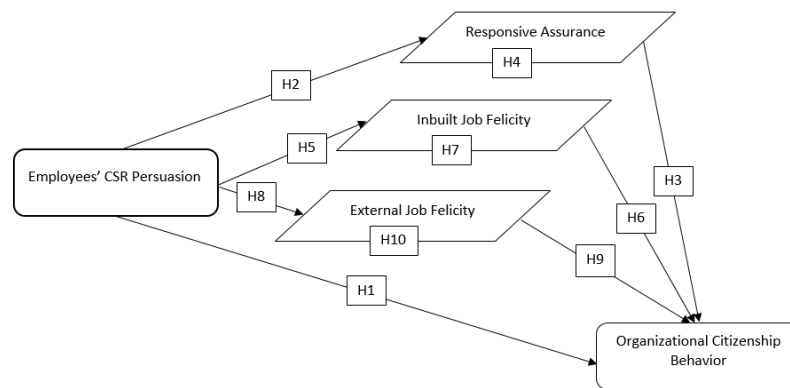 Responsive Assurance
H4
H2
Inbuilt Job Felicity
H7
H5
Employees' CSR Persuasion
H3
H8
External Job Felicity
H10
H6
H9
H1
Organizational Citizenship
Behavior